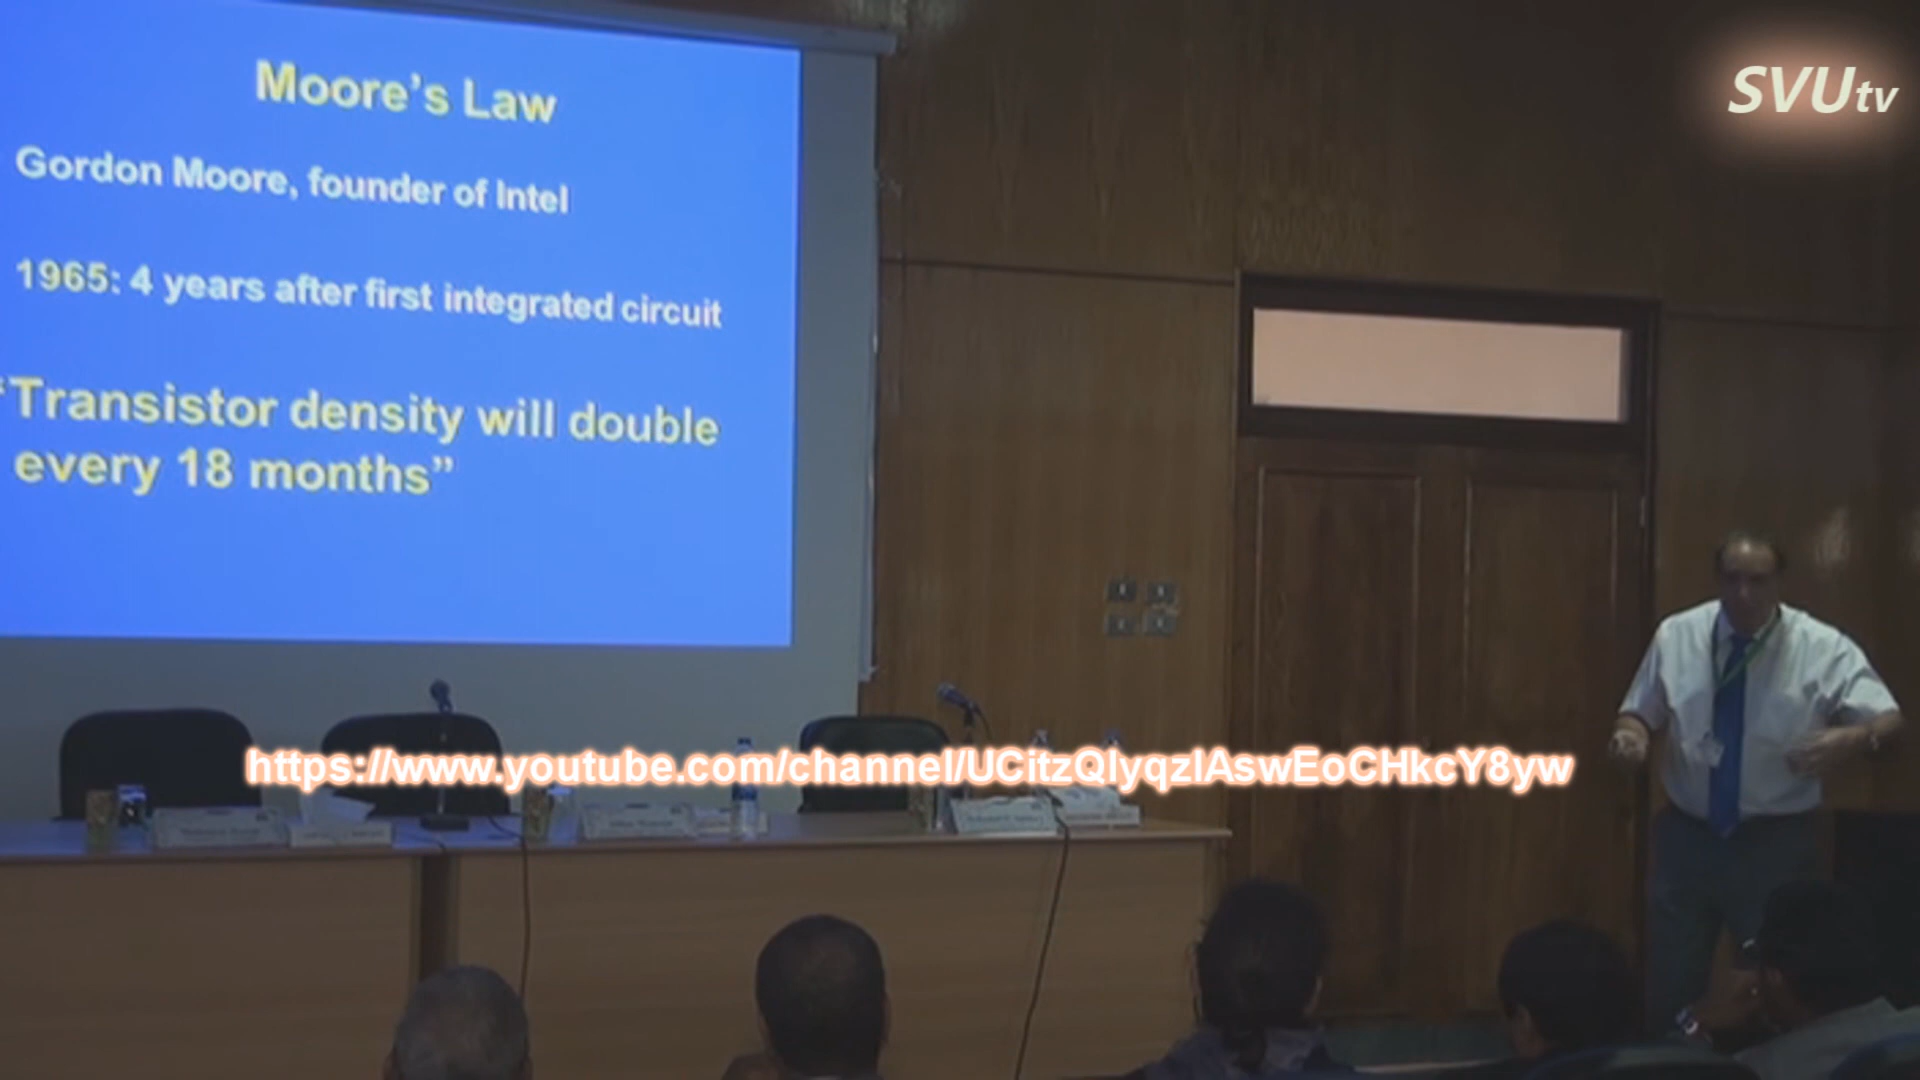 Moore's Law
SVUtv
Gordon Moore, founder of Intel
1965: 4 years after first integrated circuit
“Transistor density will double
every 18 months”
https://www.youtube.com/channel/UCitzQIyqzIAswEoCHkcY8yw